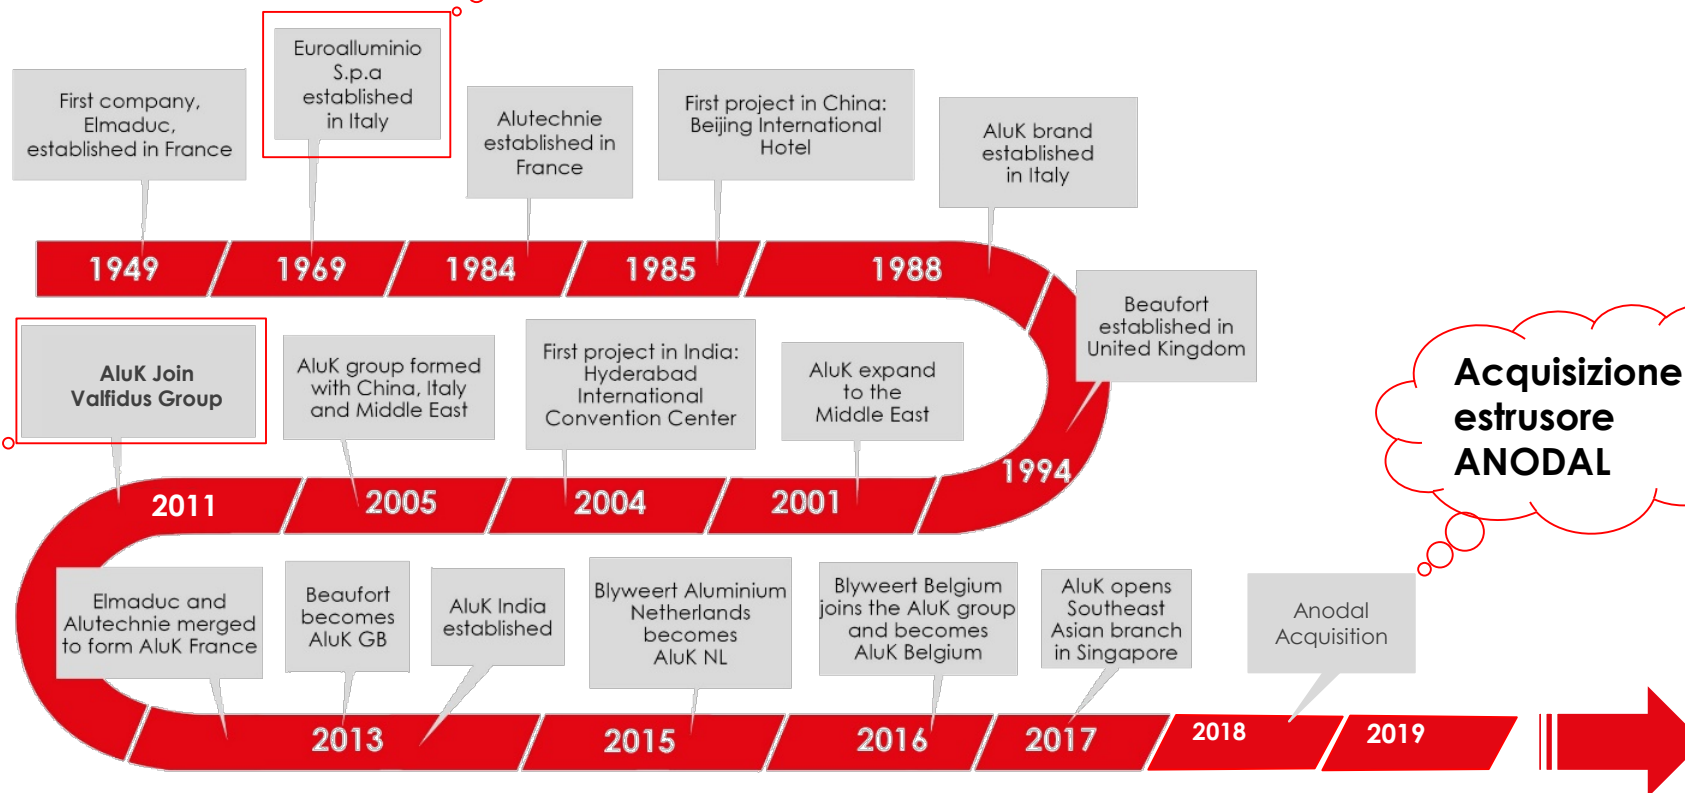 First company,
Elmaduc,
established in France
Euroalluminio
S.p.a
established
in Italy
Alutechnie
established in
France
First project in China:
Beijing International
Hotel
AluK brand
established
in Italy
1949
1969
1984
1985
1988
Beaufort
established in
United Kingdom
1994
AluK Join
Valfidus Group
AluK group formed
with China, Italy
and Middle East
First project in India:
Hyderabad
International
Convention Center
AluK expand
to the
Middle East
Acquisizione
estrusore
ANODAL
2011
2005
2004
2001
Elmaduc and
Alutechnie merged
to form AluK France
Beaufort
becomes
AluK GB
AluK India
established
Blyweert Aluminium
Netherlands
becomes
AluK NL
Blyweert Belgium
joins the AluK group
and becomes
AluK Belgium
AluK opens
Southeast
Asian branch
in Singapore
Anodal
Acquisition
2013
2015
2016
2017
2018
2019